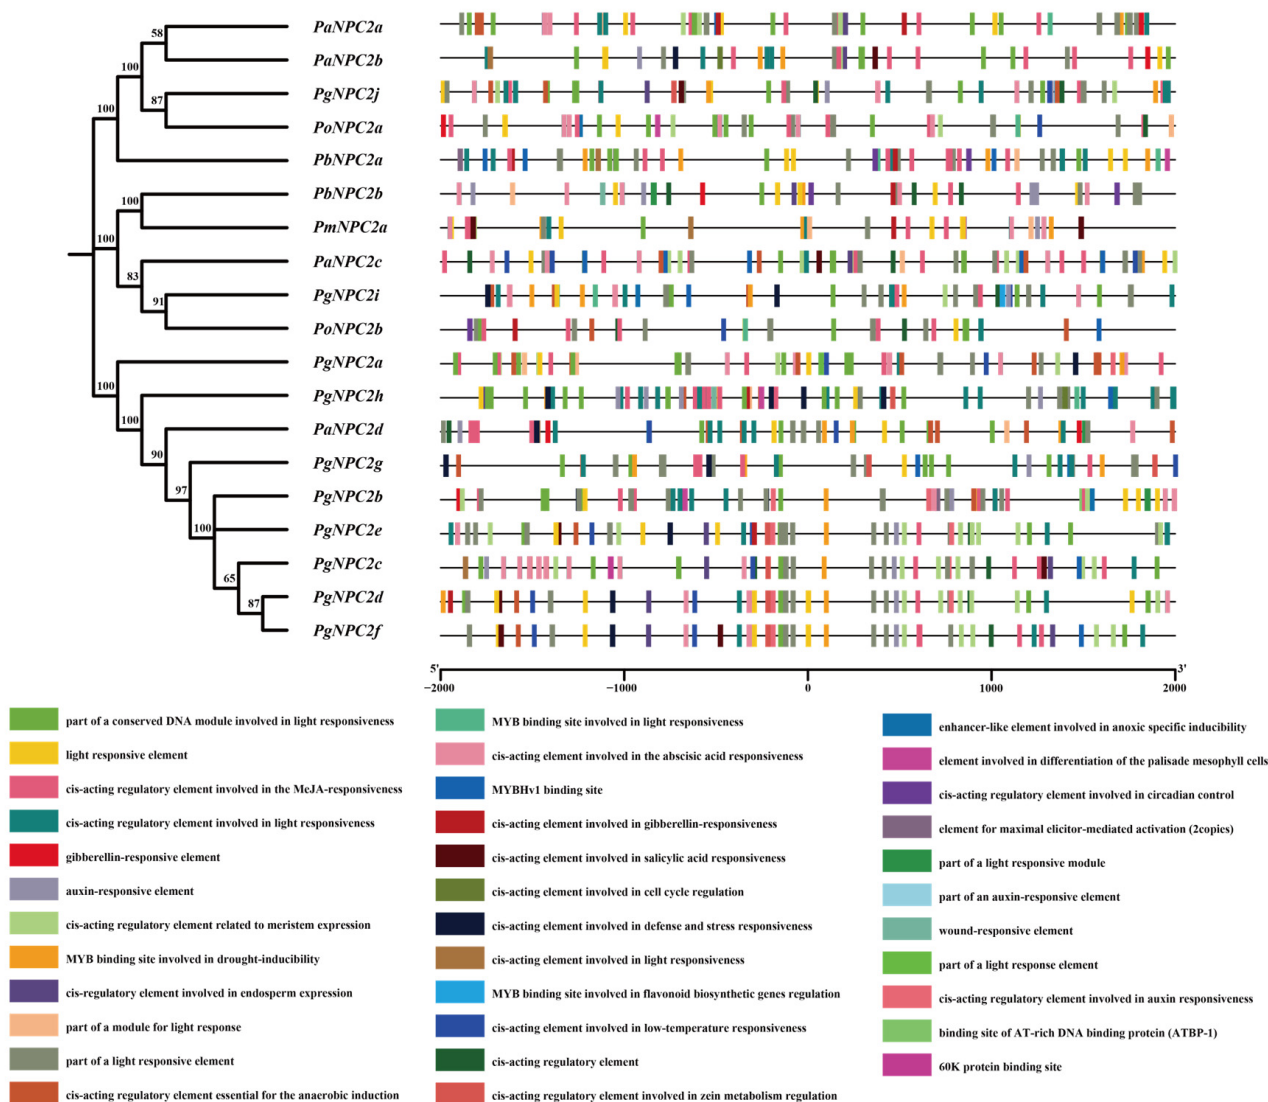 PaNPC2a
58
PaNPC2b
100
PgNPC2j
87
100
PoNPC2a
PbNPC2a
PbNPC2b
100
PmNPC2a
100
PaNPC2c
83
PgNPC2i
91
PoNPC2b
PgNPC2a
100
PgNPC2h
100
PaNPC2d
90
PgNPC2g
97
PgNPC2b
100
PgNPC2e
PgNPC2c
65
PgNPC2d
87
PgNPC2f
5' 3'
−2000 −1000 0 1000 2000
part of a conserved DNA module involved in light responsiveness
light responsive element
cis-acting regulatory element involved in the MeJA-responsiveness
cis-acting regulatory element involved in light responsiveness
gibberellin-responsive element
auxin-responsive element
cis-acting regulatory element related to meristem expression
MYB binding site involved in drought-inducibility
cis-regulatory element involved in endosperm expression
part of a module for light response
part of a light responsive element
cis-acting regulatory element essential for the anaerobic induction
MYB binding site involved in light responsiveness
cis-acting element involved in the abscisic acid responsiveness
MYBHv1 binding site
cis-acting element involved in gibberellin-responsiveness
cis-acting element involved in salicylic acid responsiveness
cis-acting element involved in cell cycle regulation
cis-acting element involved in defense and stress responsiveness
cis-acting element involved in light responsiveness
MYB binding site involved in flavonoid biosynthetic genes regulation
cis-acting element involved in low-temperature responsiveness
cis-acting regulatory element
cis-acting regulatory element involved in zein metabolism regulation
enhancer-like element involved in anoxic specific inducibility
element involved in differentiation of the palisade mesophyll cells
cis-acting regulatory element involved in circadian control
element for maximal elicitor-mediated activation (2copies)
part of a light responsive module
part of an auxin-responsive element
wound-responsive element
part of a light response element
cis-acting regulatory element involved in auxin responsiveness
binding site of AT-rich DNA binding protein (ATBP-1)
60K protein binding site